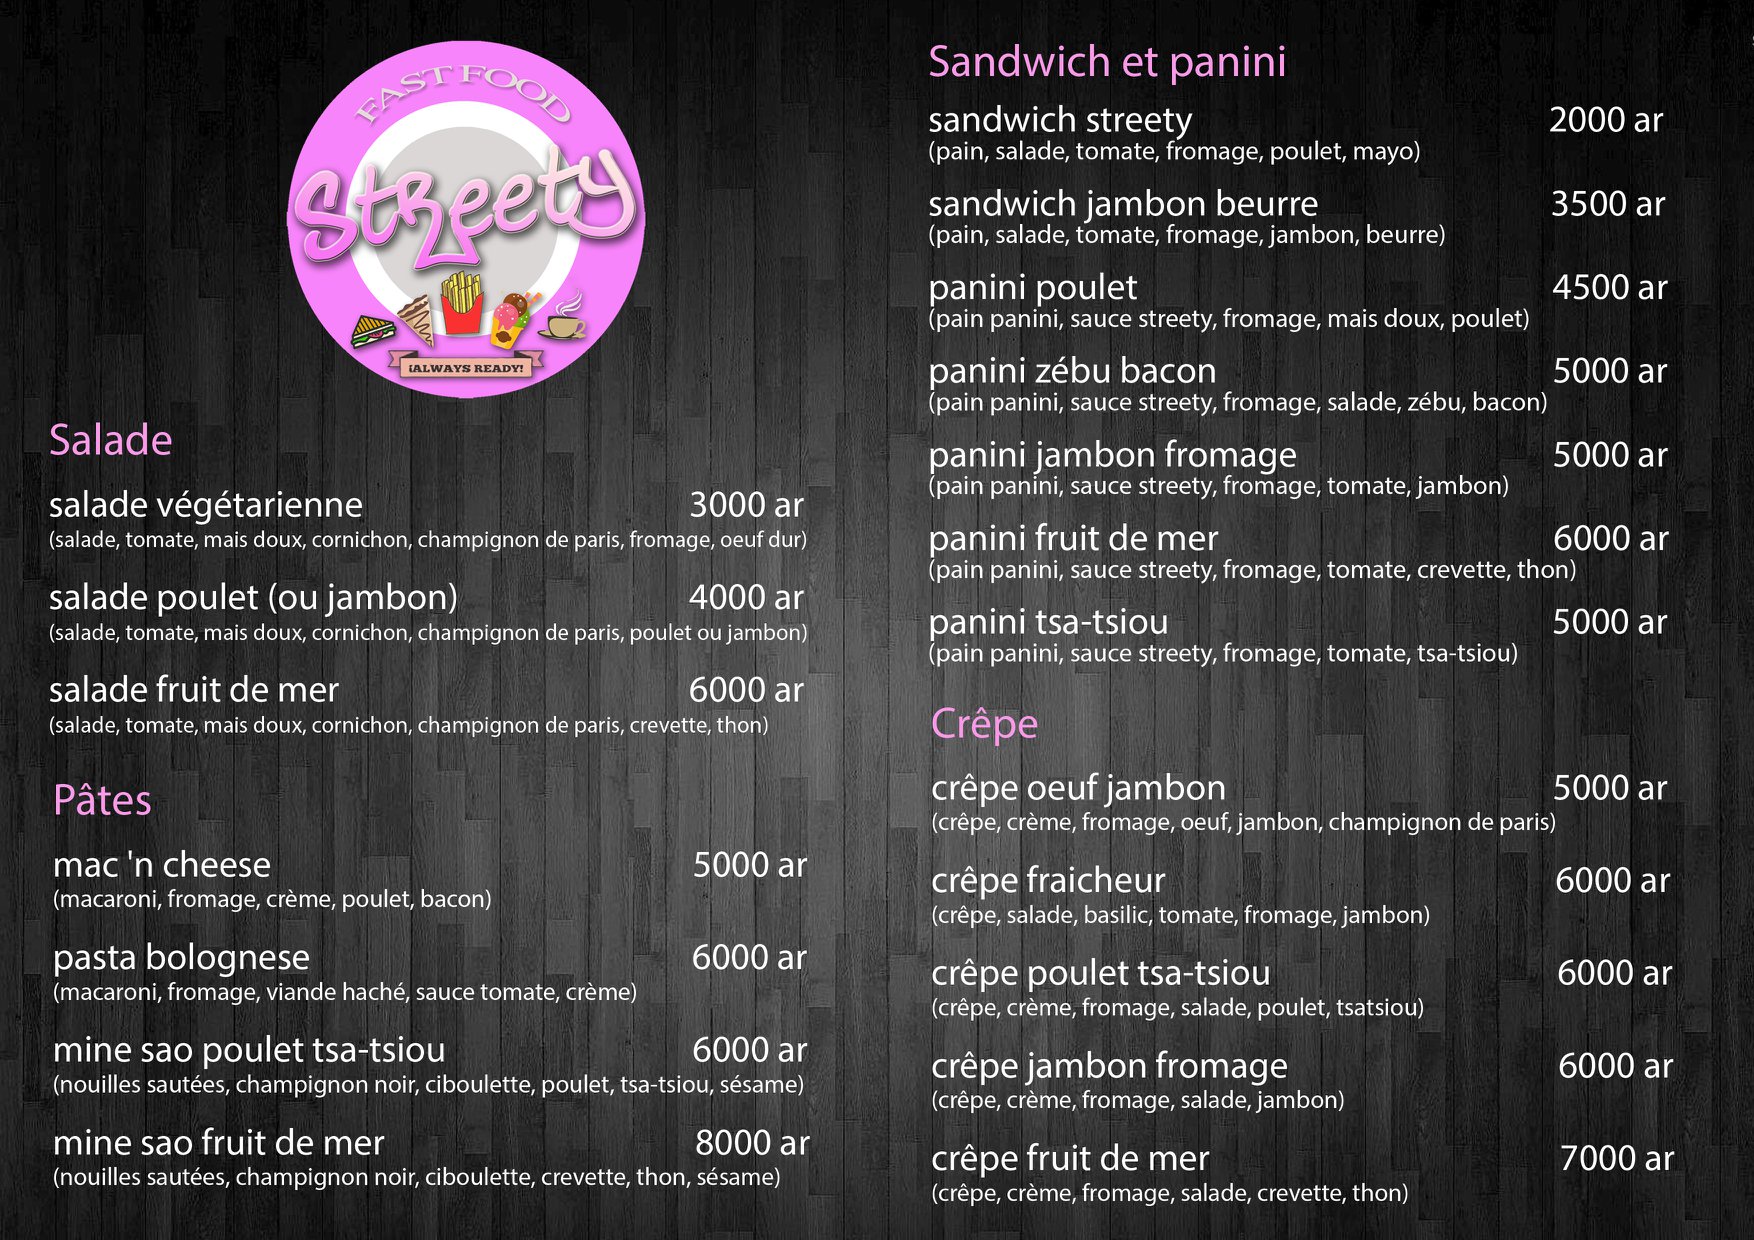 FAST FOOD
Streety
¡ALWAYS READY!
Salade
salade végétarienne 3000 ar
(salade, tomate, mais doux, cornichon, champignon de paris, fromage, oeuf dur)
salade poulet (ou jambon) 4000 ar
(salade, tomate, mais doux, cornichon, champignon de paris, poulet ou jambon)
salade fruit de mer 6000 ar
(salade, tomate, mais doux, cornichon, champignon de paris, crevette, thon)
Pâtes
mac 'n cheese 5000 ar
(macaroni, fromage, crème, poulet, bacon)
pasta bolognese 6000 ar
(macaroni, fromage, viande haché, sauce tomate, crème)
mine sao poulet tsa-tsiou 6000 ar
(nouilles sautées, champignon noir, ciboulette, poulet, tsa-tsiou, sésame)
mine sao fruit de mer 8000 ar
(nouilles sautées, champignon noir, ciboulette, crevette, thon, sésame)
Sandwich et panini
sandwich streety 2000 ar
(pain, salade, tomate, fromage, poulet, mayo)
sandwich jambon beurre 3500 ar
(pain, salade, tomate, fromage, jambon, beurre)
panini poulet 4500 ar
(pain panini, sauce streety, fromage, mais doux, poulet)
panini zébu bacon 5000 ar
(pain panini, sauce streety, fromage, salade, zébu, bacon)
panini jambon fromage 5000 ar
(pain panini, sauce streety, fromage, tomate, jambon)
panini fruit de mer 6000 ar
(pain panini, sauce streety, fromage, tomate, crevette, thon)
panini tsa-tsiou 5000 ar
(pain panini, sauce streety, fromage, tomate, tsa-tsiou)
Crêpe
crêpe oeuf jambon 5000 ar
(crêpe, crème, fromage, oeuf, jambon, champignon de paris)
crêpe fraicheur 6000 ar
(crêpe, salade, basilic, tomate, fromage, jambon)
crêpe poulet tsa-tsiou 6000 ar
(crêpe, crème, fromage, salade, poulet, tsatsiou)
crêpe jambon fromage 6000 ar
(crêpe, crème, fromage, salade, jambon)
crêpe fruit de mer 7000 ar
(crêpe, crème, fromage, salade, crevette, thon)